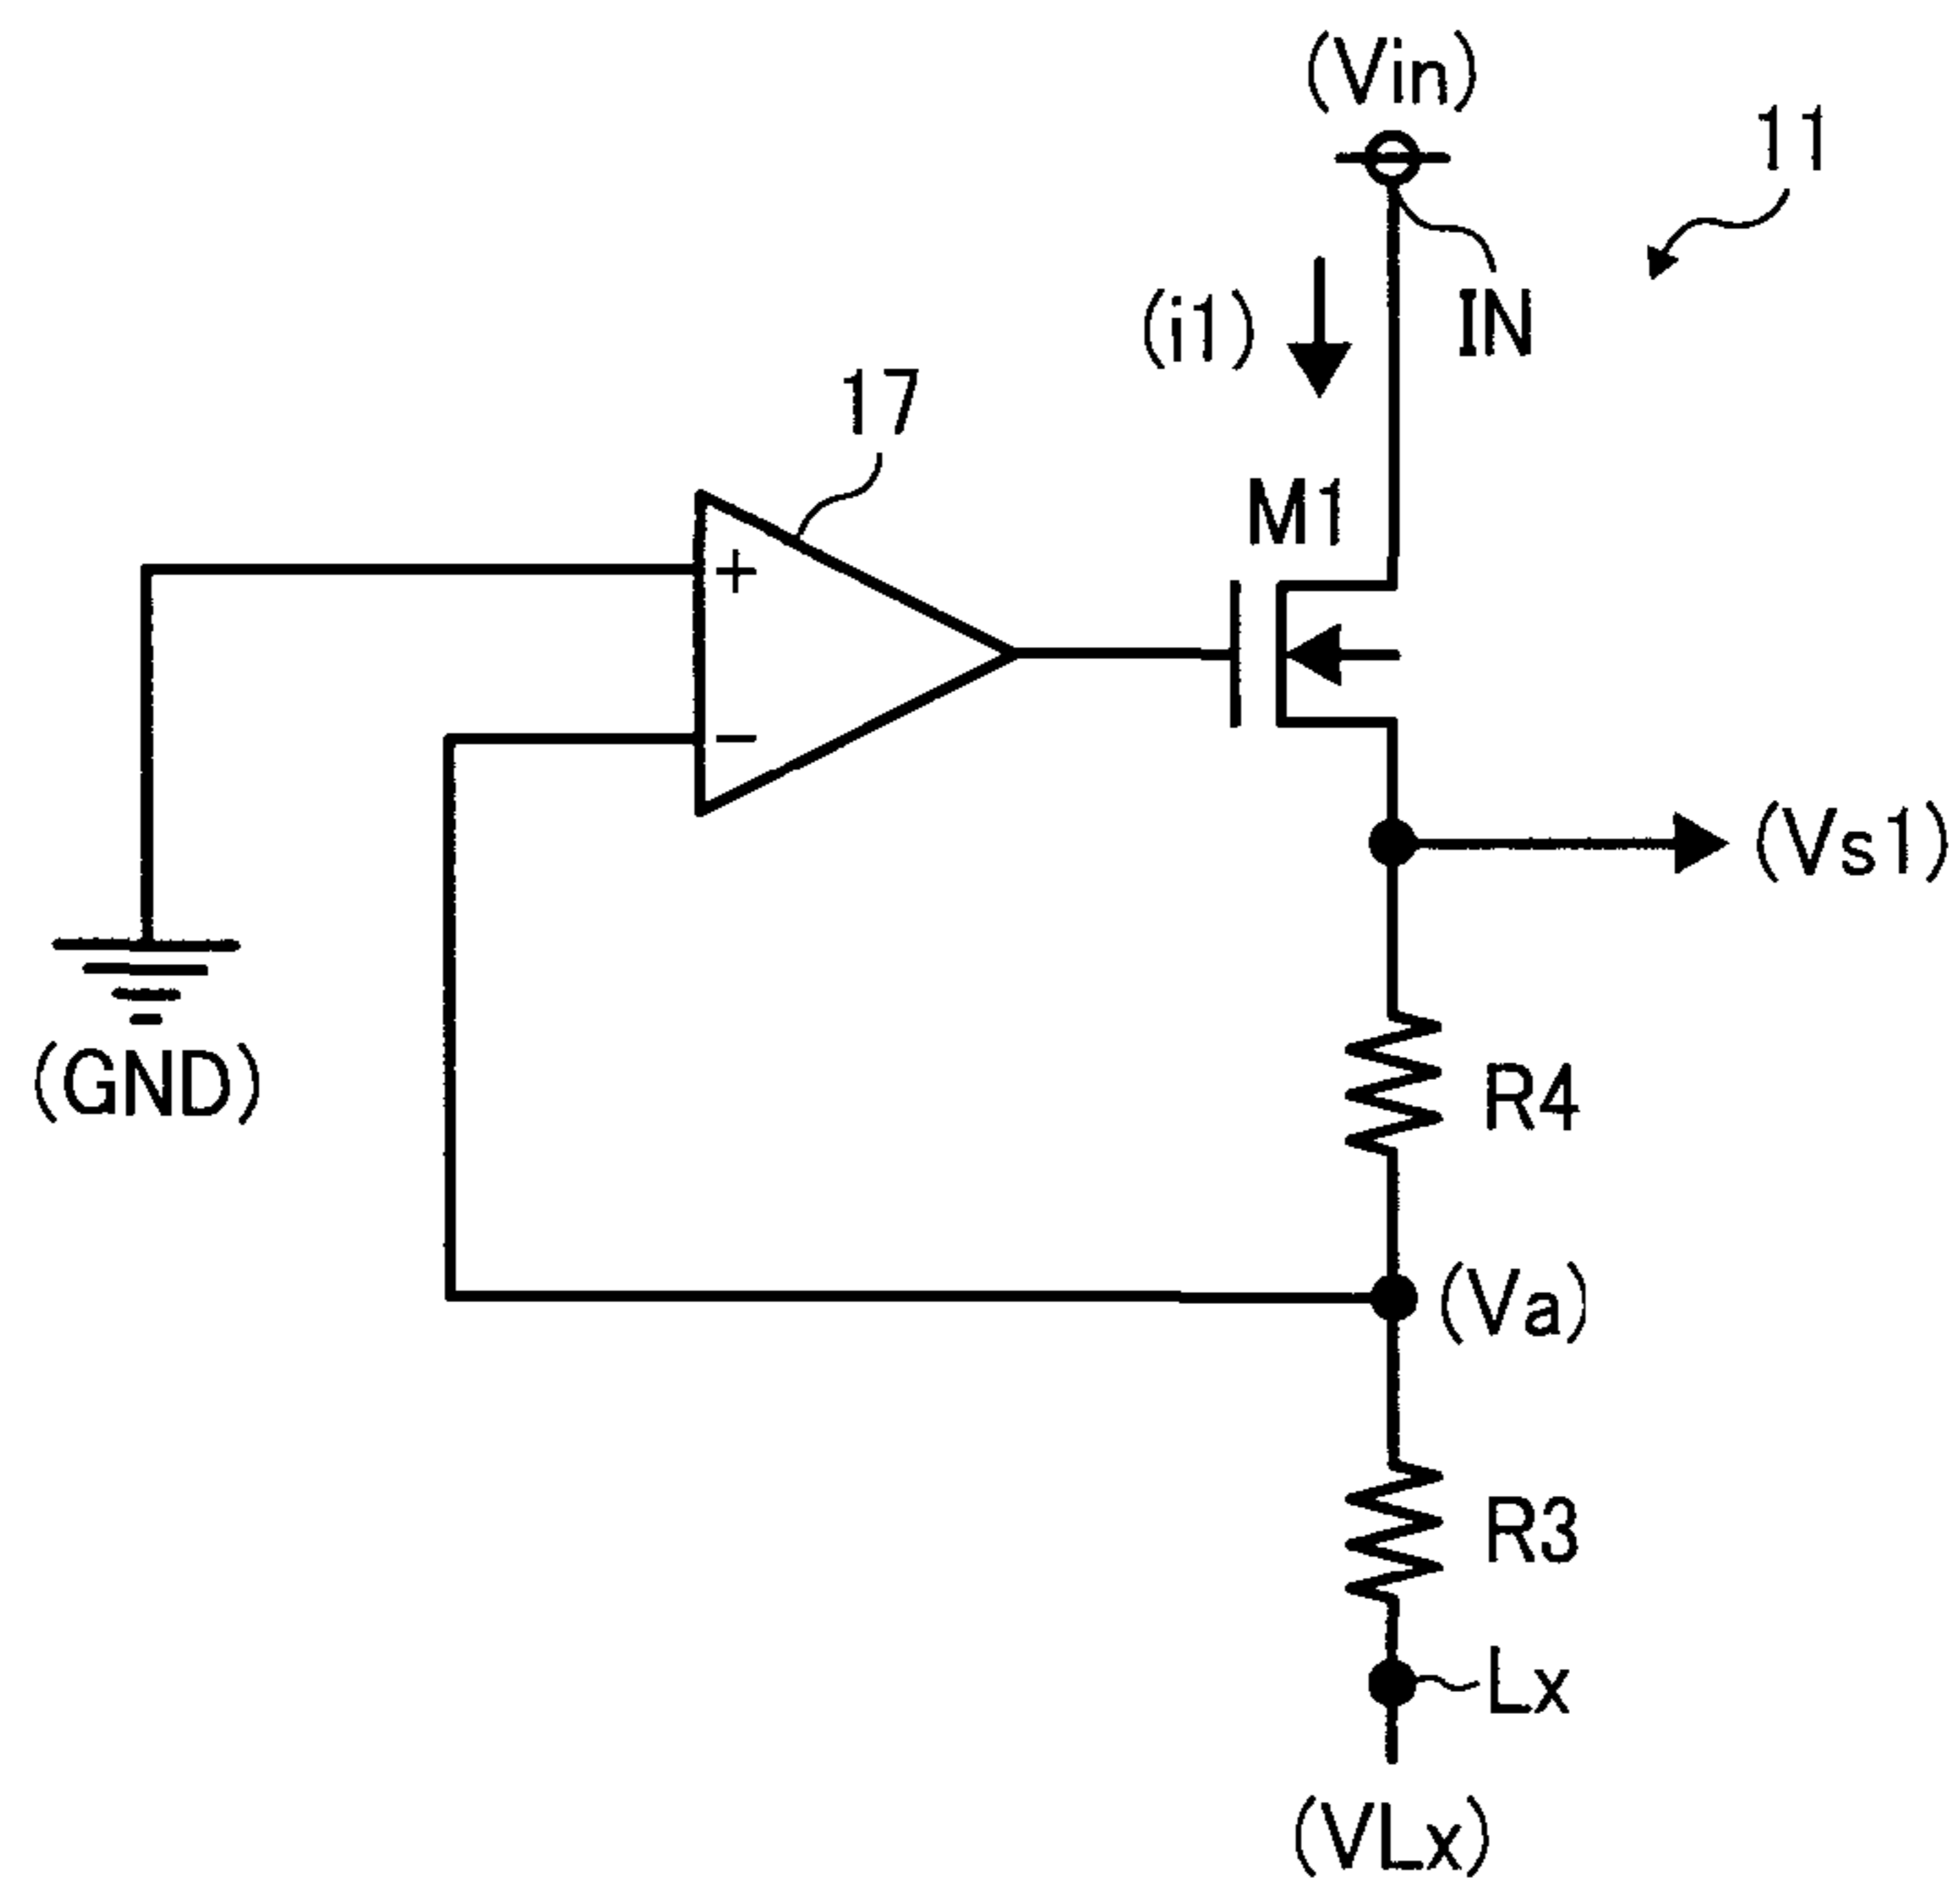 (Vin)
11
(i1)
IN
17
M1
+
−
(Vs1)
(GND)
R4
(Va)
R3
Lx
(VLx)